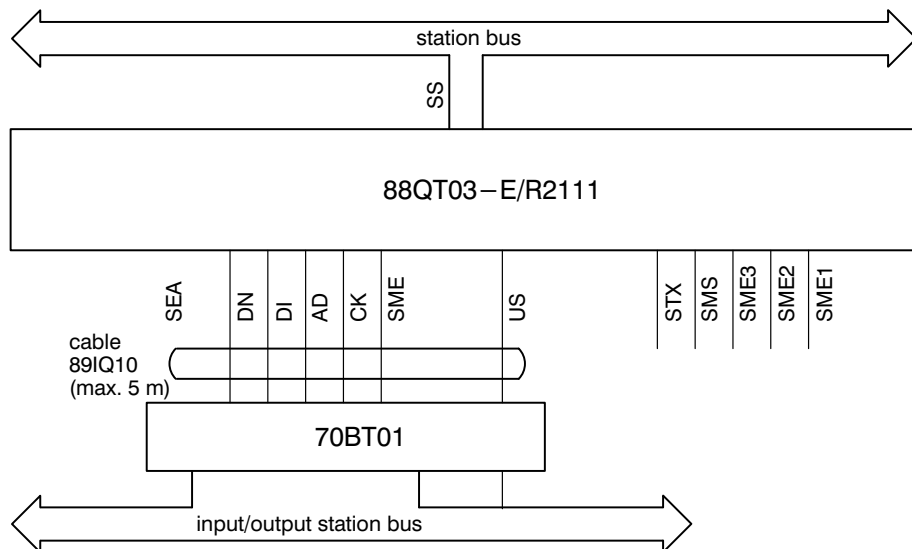 station bus
SS
88QT03–E/R2111
SEA
DN
DI
AD
CK
SME
US
STX
SMS
SME3
SME2
SME1
cable
89IQ10
(max. 5 m)
70BT01
input/output station bus